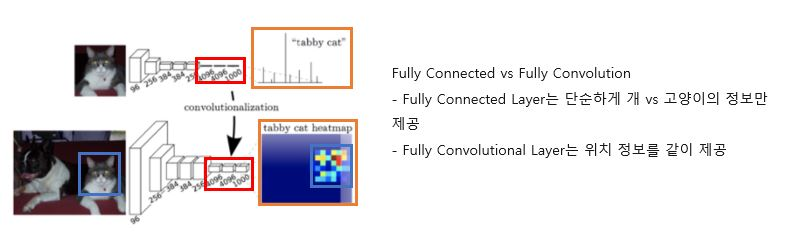 "tabby cat"
96
256
384
384
256
4096
4096
1000
convolutionalization
tabby cat heatmap
96
256
384
384
256
4096
4096
1000
Fully Connected vs Fully Convolution
- Fully Connected Layer는 단순하게 개 vs 고양이의 정보만
제공
- Fully Convolutional Layer는 위치 정보를 같이 제공